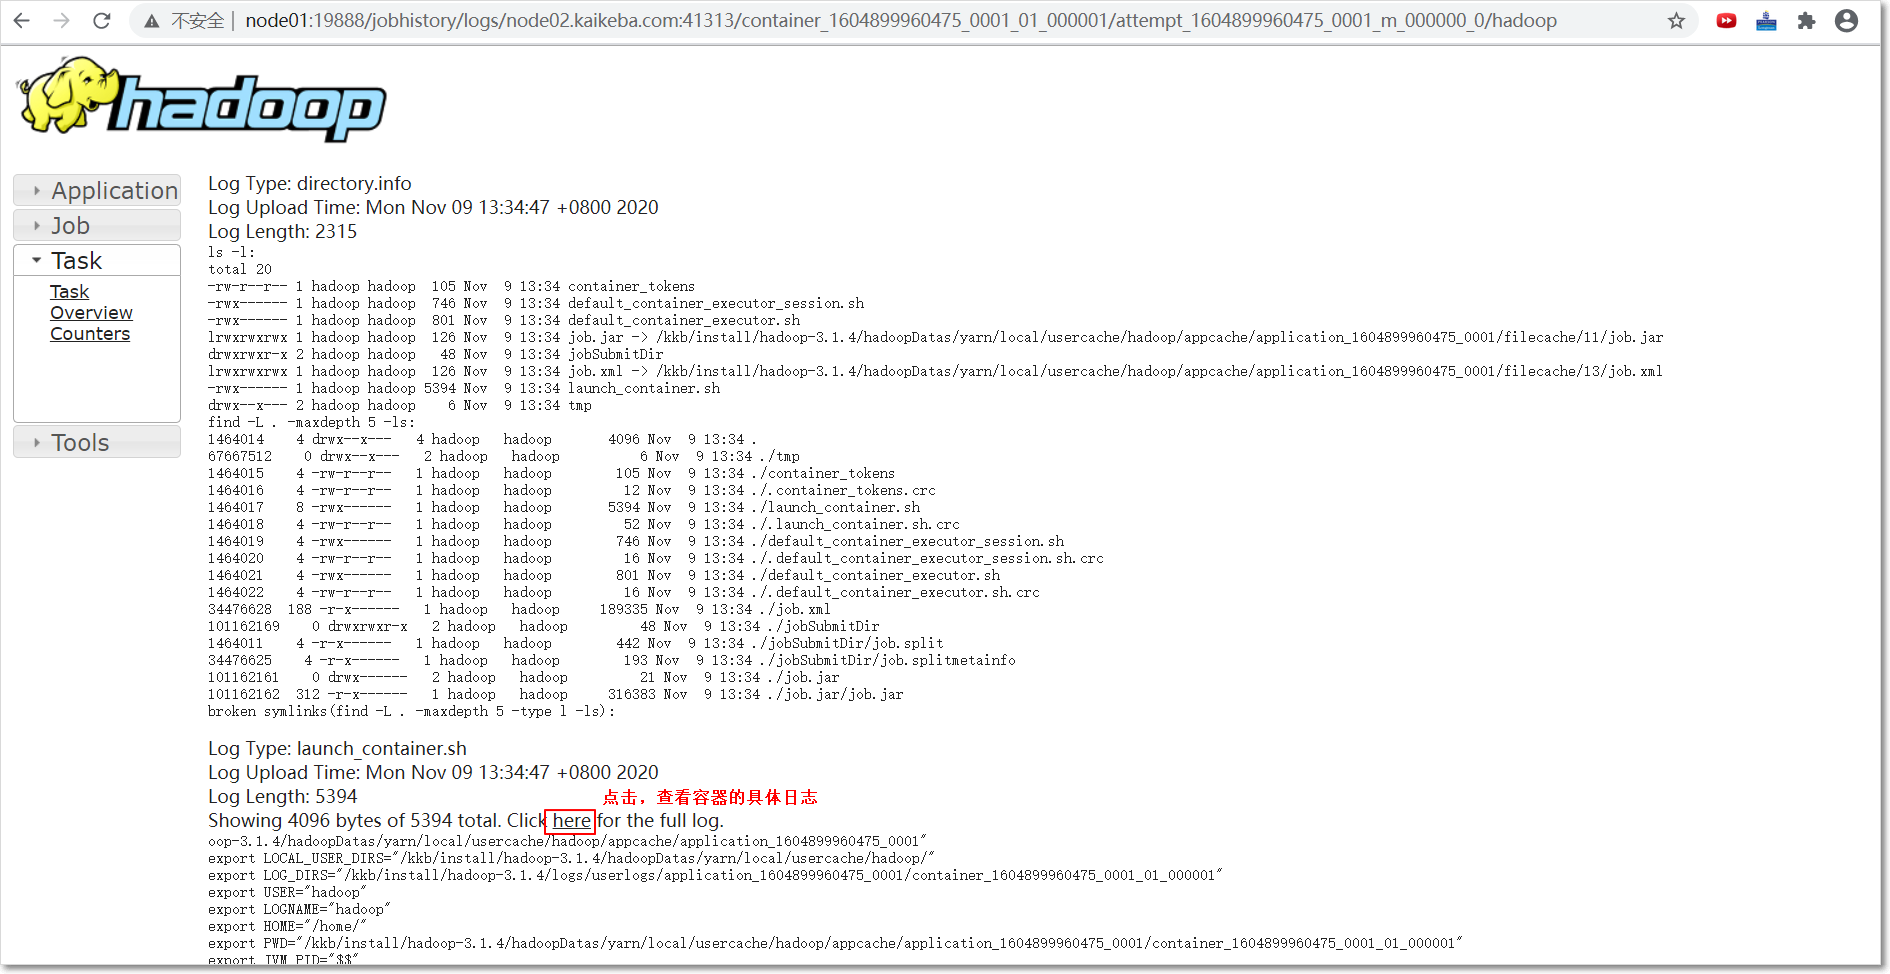 不安全 | node01:19888/jobhistory/logs/node02.kaikeba.com:41313/container_1604899960475_0001_01_000001/attempt_1604899960475_0001_m_000000_0/hadoop
hadoop
Application
Job
Task
Task
Overview
Counters
Tools
Log Type: directory.info
Log Upload Time: Mon Nov 09 13:34:47 +0800 2020
Log Length: 2315
ls -l:
total 20
-rw-r--r-- 1 hadoop hadoop  105 Nov  9 13:34 container_tokens
-rwx------ 1 hadoop hadoop  746 Nov  9 13:34 default_container_executor_session.sh
-rwx------ 1 hadoop hadoop  801 Nov  9 13:34 default_container_executor.sh
lrwxrwxrwx 1 hadoop hadoop  126 Nov  9 13:34 job.jar -> /kkb/install/hadoop-3.1.4/hadoopDatas/yarn/local/usercache/hadoop/appcache/application_1604899960475_0001/filecache/11/job.jar
drwxrwxr-x 2 hadoop hadoop   48 Nov  9 13:34 jobSubmitDir
lrwxrwxrwx 1 hadoop hadoop  126 Nov  9 13:34 job.xml -> /kkb/install/hadoop-3.1.4/hadoopDatas/yarn/local/usercache/hadoop/appcache/application_1604899960475_0001/filecache/13/job.xml
-rwx------ 1 hadoop hadoop 5394 Nov  9 13:34 launch_container.sh
drwx--x--- 2 hadoop hadoop    6 Nov  9 13:34 tmp
find -L . -maxdepth 5 -ls:
1464014    4 drwx--x---   4 hadoop   hadoop       4096 Nov  9 13:34 .
67667512    0 drwx--x---   2 hadoop   hadoop          6 Nov  9 13:34 ./tmp
1464015    4 -rw-r--r--   1 hadoop   hadoop        105 Nov  9 13:34 ./container_tokens
1464016    4 -rw-r--r--   1 hadoop   hadoop         12 Nov  9 13:34 ./.container_tokens.crc
1464017    8 -rwx------   1 hadoop   hadoop       5394 Nov  9 13:34 ./launch_container.sh
1464018    4 -rw-r--r--   1 hadoop   hadoop         52 Nov  9 13:34 ./.launch_container.sh.crc
1464019    4 -rwx------   1 hadoop   hadoop        746 Nov  9 13:34 ./default_container_executor_session.sh
1464020    4 -rw-r--r--   1 hadoop   hadoop         16 Nov  9 13:34 ./.default_container_executor_session.sh.crc
1464021    4 -rwx------   1 hadoop   hadoop        801 Nov  9 13:34 ./default_container_executor.sh
1464022    4 -rw-r--r--   1 hadoop   hadoop         16 Nov  9 13:34 ./.default_container_executor.sh.crc
34476628  188 -r-x------   1 hadoop   hadoop     189335 Nov  9 13:34 ./job.xml
101162169    0 drwxrwxr-x   2 hadoop   hadoop         48 Nov  9 13:34 ./jobSubmitDir
1464011    4 -r-x------   1 hadoop   hadoop        442 Nov  9 13:34 ./jobSubmitDir/job.split
34476625    4 -r-x------   1 hadoop   hadoop        193 Nov  9 13:34 ./jobSubmitDir/job.splitmetainfo
101162161    0 drwx------   2 hadoop   hadoop         21 Nov  9 13:34 ./job.jar
101162162  312 -r-x------   1 hadoop   hadoop     316383 Nov  9 13:34 ./job.jar/job.jar
broken symlinks(find -L . -maxdepth 5 -type l -ls):
Log Type: launch_container.sh
Log Upload Time: Mon Nov 09 13:34:47 +0800 2020
Log Length: 5394
点击，查看容器的具体日志
Showing 4096 bytes of 5394 total. Click here for the full log.
oop-3.1.4/hadoopDatas/yarn/local/usercache/hadoop/appcache/application_1604899960475_0001"
export LOCAL_USER_DIRS="/kkb/install/hadoop-3.1.4/hadoopDatas/yarn/local/usercache/hadoop/"
export LOG_DIRS="/kkb/install/hadoop-3.1.4/logs/userlogs/application_1604899960475_0001/container_1604899960475_0001_01_000001"
export USER="hadoop"
export LOGNAME="hadoop"
export HOME="/home/"
export PWD="/kkb/install/hadoop-3.1.4/hadoopDatas/yarn/local/usercache/hadoop/appcache/application_1604899960475_0001/container_1604899960475_0001_01_000001"
export JVM_PID="$$"